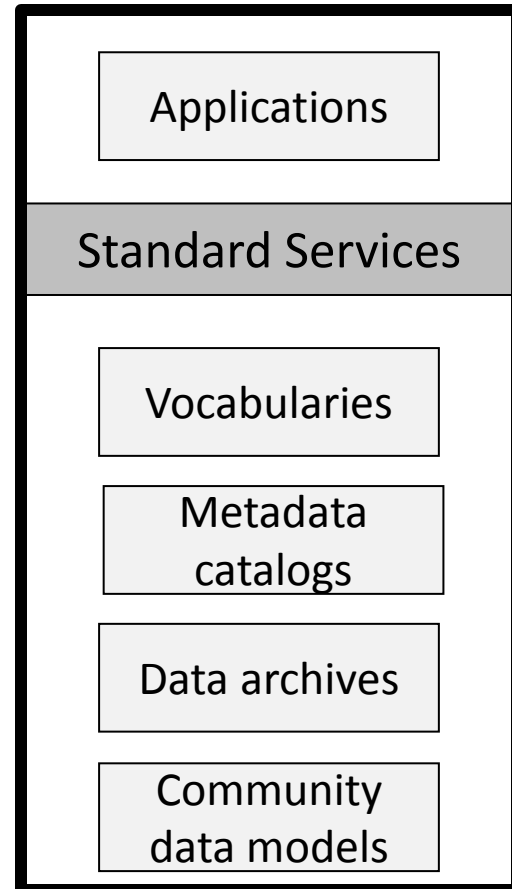 Applications
Standard Services
Vocabularies
Metadata
catalogs
Data archives
Community
data models